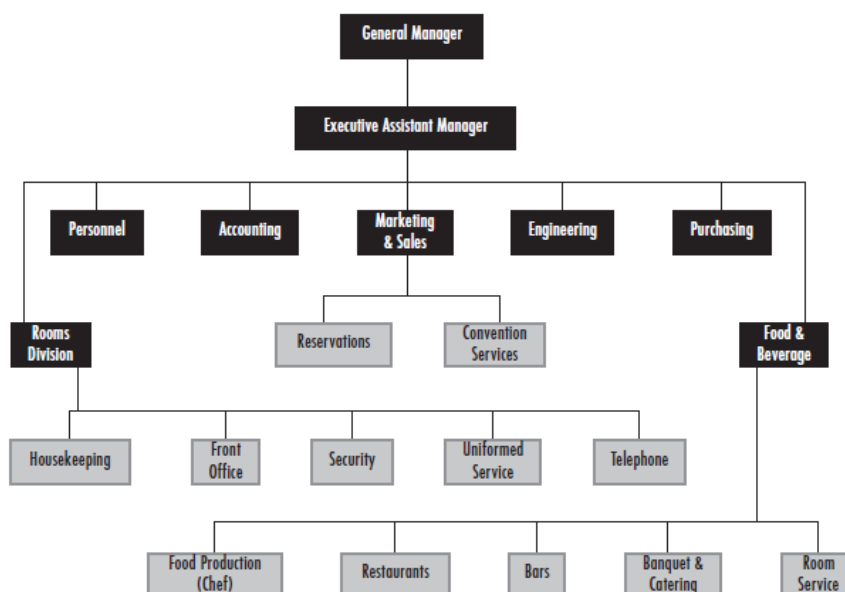 General Manager
Executive Assistant Manager
Personnel
Accounting
Marketing
& Sales
Engineering
Purchasing
Rooms
Division
Reservations
Convention
Services
Food &
Beverage
Housekeeping
Front
Office
Security
Uniformed
Service
Telephone
Food Production
(Chef)
Restaurants
Bars
Banquet &
Catering
Room
Service